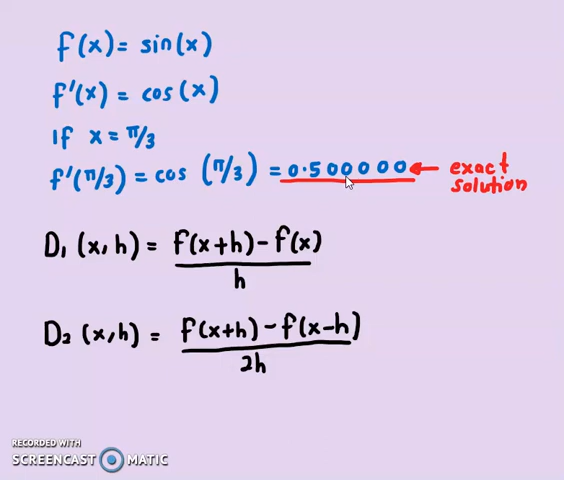 f(x) = sin(x)
f'(x) = cos(x)
if x = π/3
f'(π/3) = cos (π/3) = 0.500000 ← exact solution
D₁ (x, h) = f(x+h) - f(x)
h
D₂ (x, h) = f(x+h) - f(x-h)
2h
RECORDED WITH
SCREENCAST MATIC